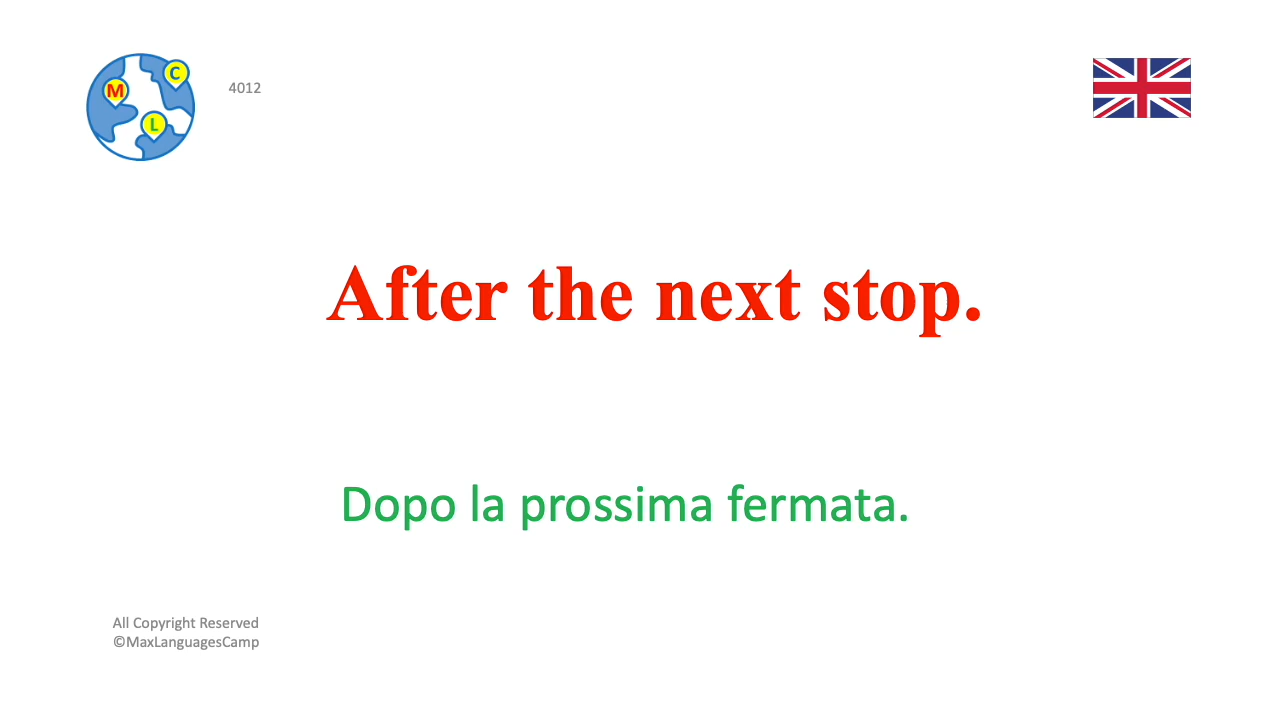 M
C
L
4012
After the next stop.
Dopo la prossima fermata.
All Copyright Reserved
©MaxLanguagesCamp